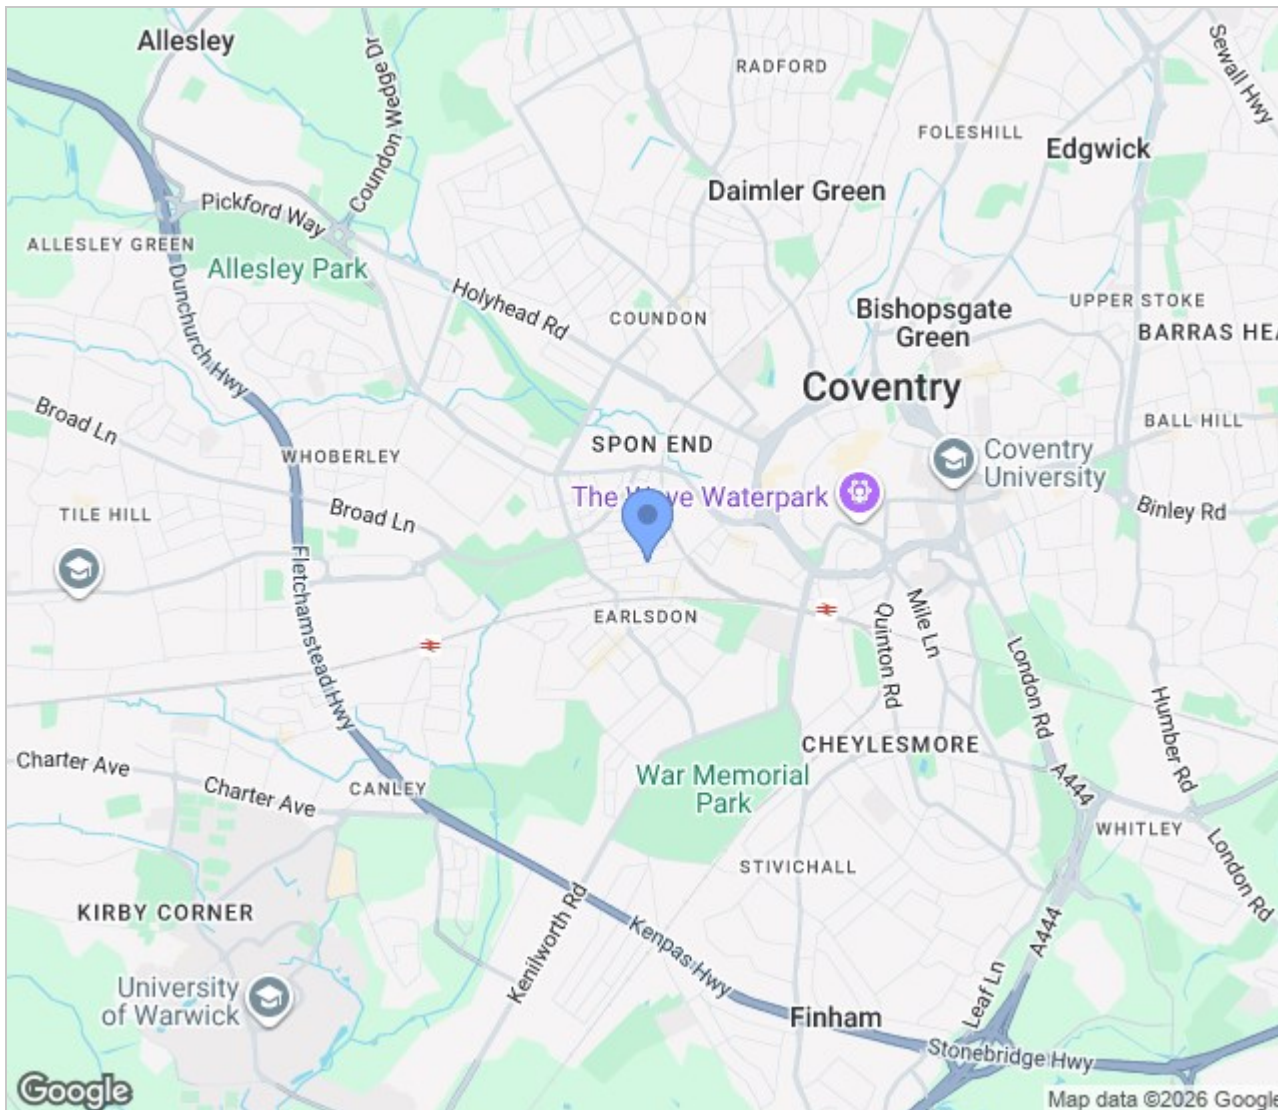 Allesley
Coundon Wedge Dr
RADFORD
Sewall Hwy
FOLESHILL
Edgwick
Daimler Green
Pickford Way
ALLESLEY GREEN
Allesley Park
Dunchurch Hwy
Holyhead Rd
COUNDON
Bishopsgate
Green
UPPER STOKE
BARRAS HEA
Coventry
Broad Ln
WHOBERLEY
SPON END
BALL HILL
Coventry
University
The Wave Waterpark
TILE HILL
Broad Ln
Binley Rd
Fletchamstead Hwy
EARLSDON
Quinton Rd
Mile Ln
London Rd
Humber Rd
Charter Ave
Charter Ave
CANLEY
CHEYLESMORE
War Memorial
Park
A444
WHITLEY
London Rd
STIVICHALL
KIRBY CORNER
Kenilworth Rd
Kenpas Hwy
A444
Leaf Ln
University
of Warwick
Finham
Stonebridge Hwy
Google
Map data ©2026 Google